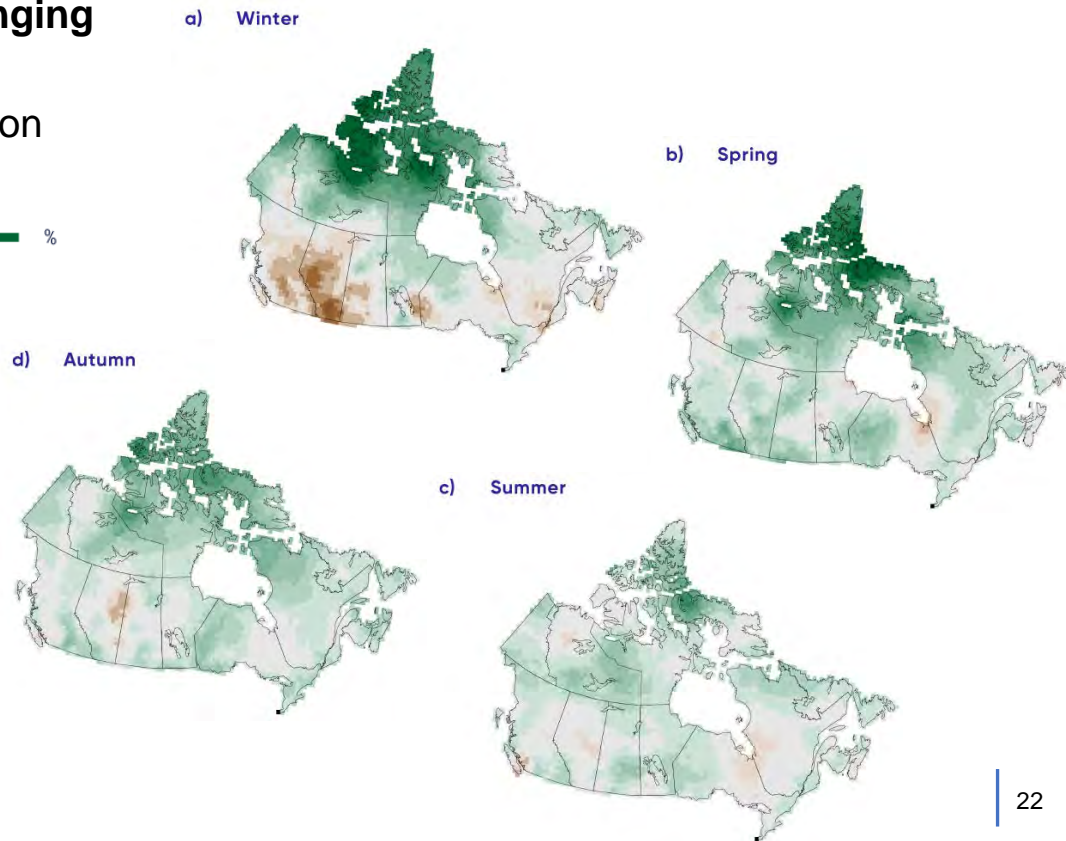 nging
on
%
a) Winter
b) Spring
d) Autumn
c) Summer
22